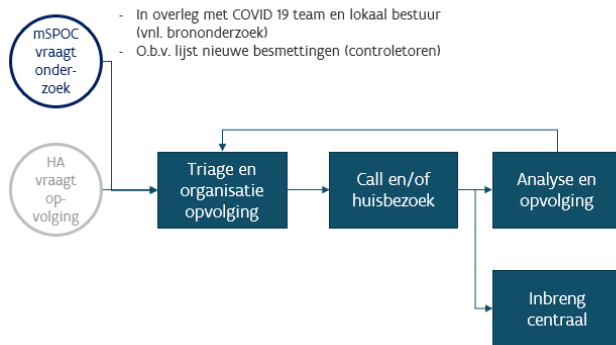 mSPOC
vraagt
onder-
zoek
- In overleg met COVID 19 team en lokaal bestuur
(vnl. brononderzoek)
- O.b.v. lijst nieuwe besmettingen (controletoren)
HA
vraagt
op-
volging
Triage en
organisatie
opvolging
Call en/of
huisbezoek
Analyse en
opvolging
Inbreng
centraal